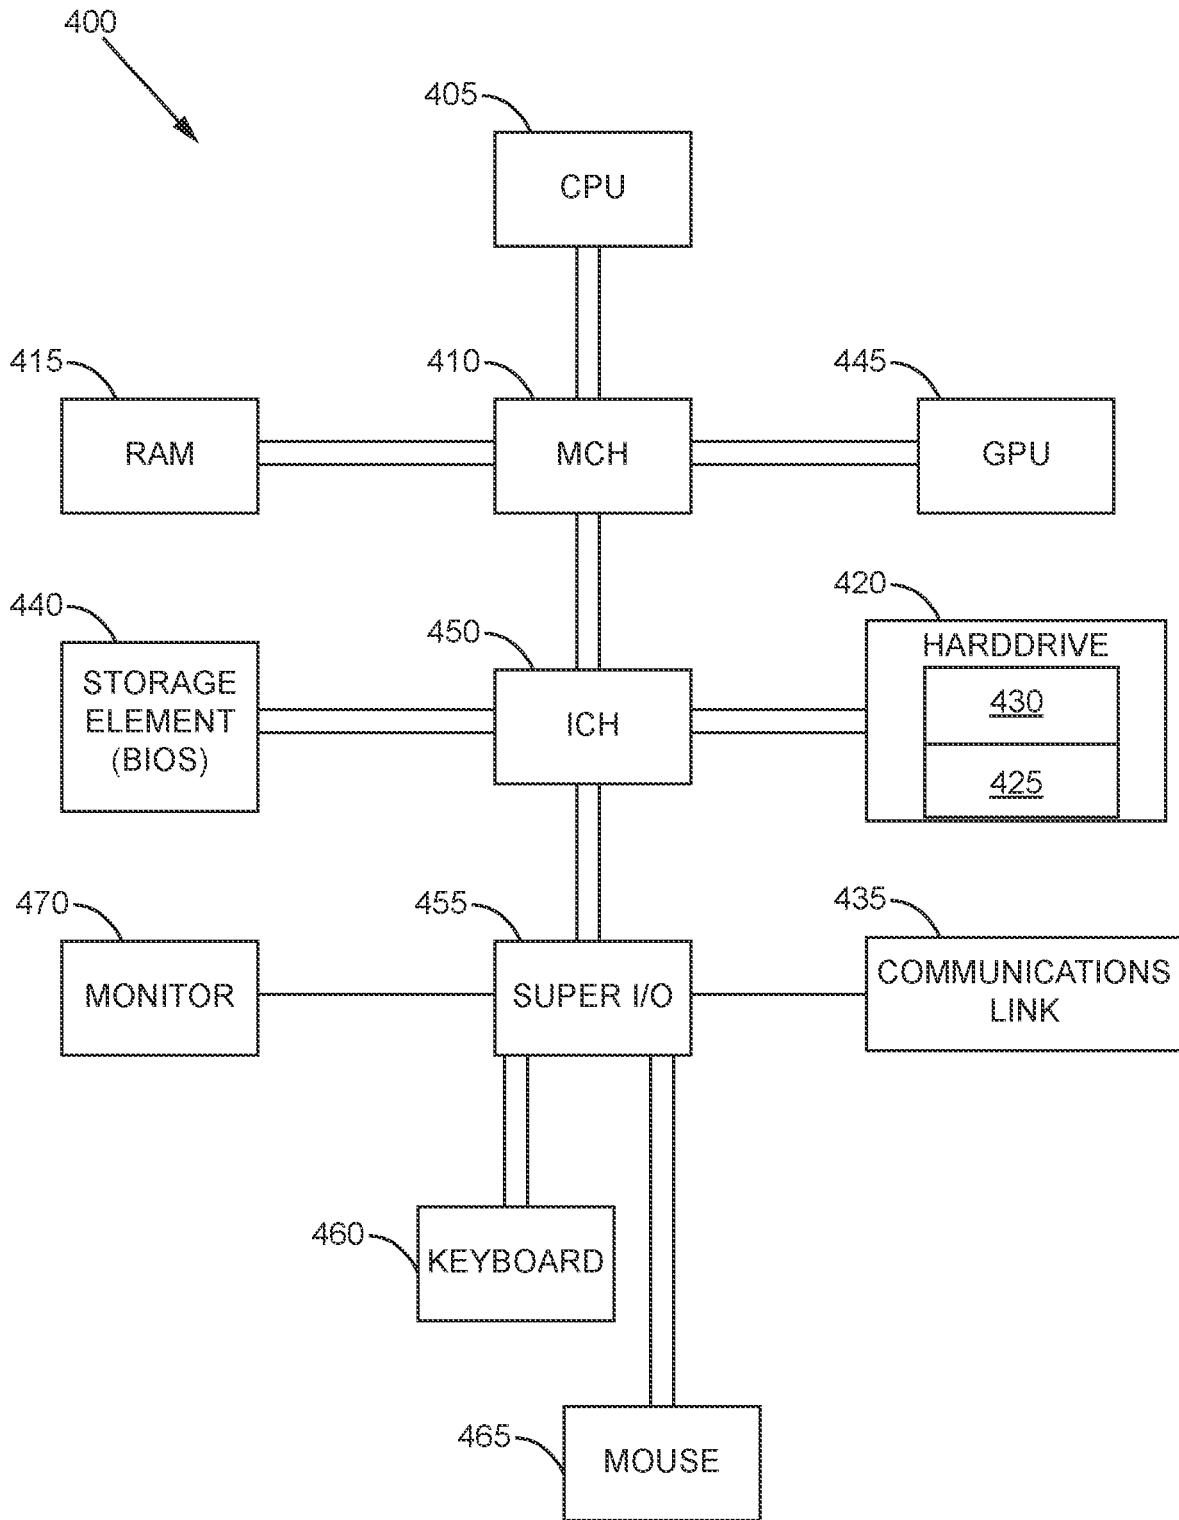 400
405
CPU
415
410
445
RAM
MCH
GPU
440
450
420
STORAGE
ELEMENT
(BIOS)
ICH
HARDDRIVE
430
425
470
455
435
MONITOR
SUPER I/O
COMMUNICATIONS
LINK
460
KEYBOARD
465
MOUSE